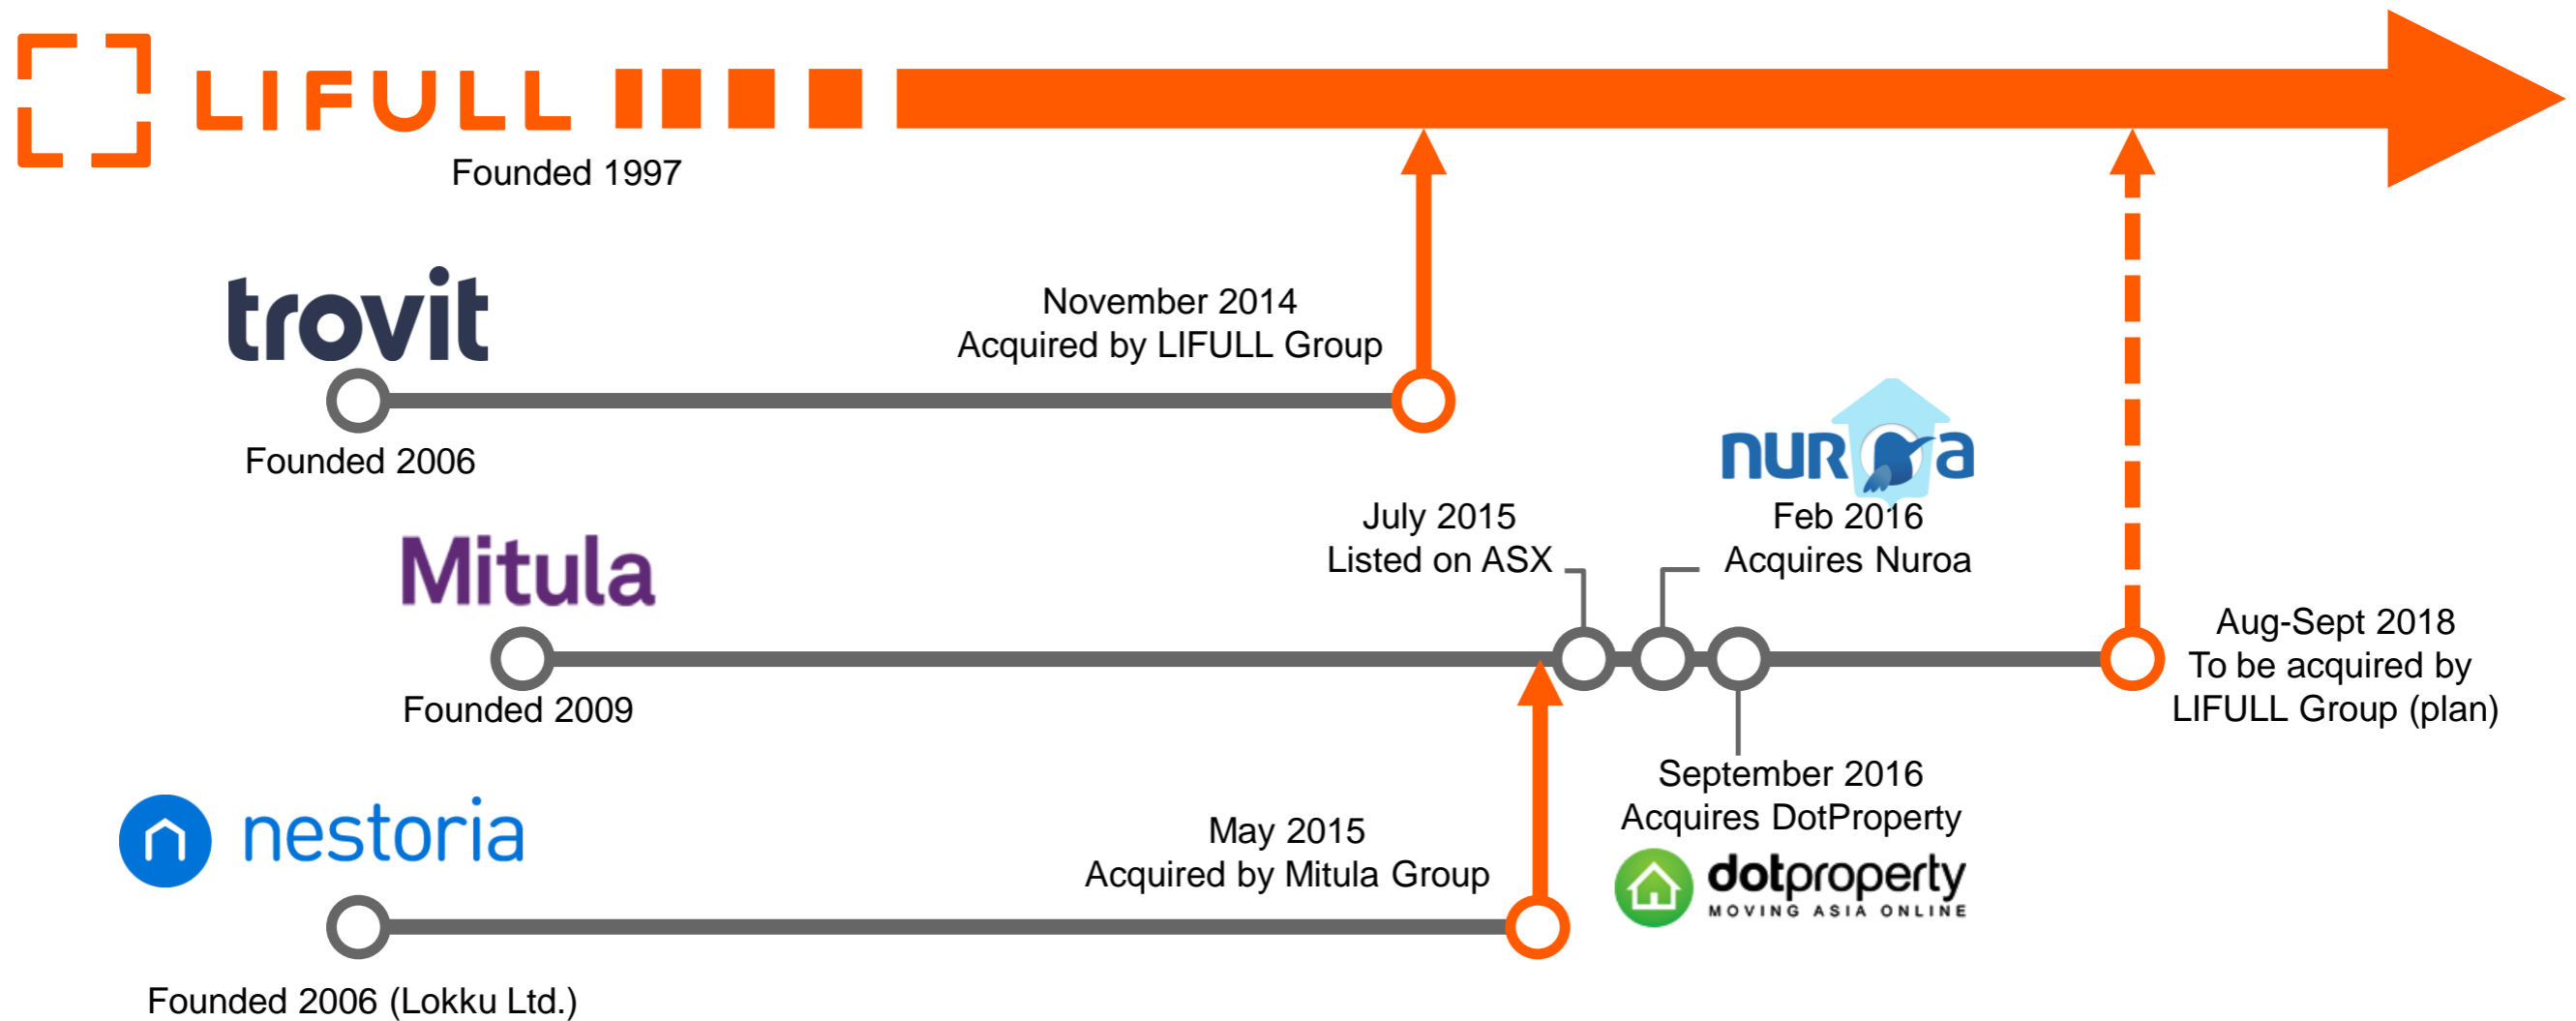 LIFULL
Founded 1997
trovit
November 2014
Acquired by LIFULL Group
Founded 2006
nuroa
July 2015
Listed on ASX
Feb 2016
Acquires Nuroa
Mitula
Founded 2009
Aug-Sept 2018
To be acquired by
LIFULL Group (plan)
September 2016
Acquires DotProperty
dotproperty
MOVING ASIA ONLINE
nestoria
May 2015
Acquired by Mitula Group
Founded 2006 (Lokku Ltd.)